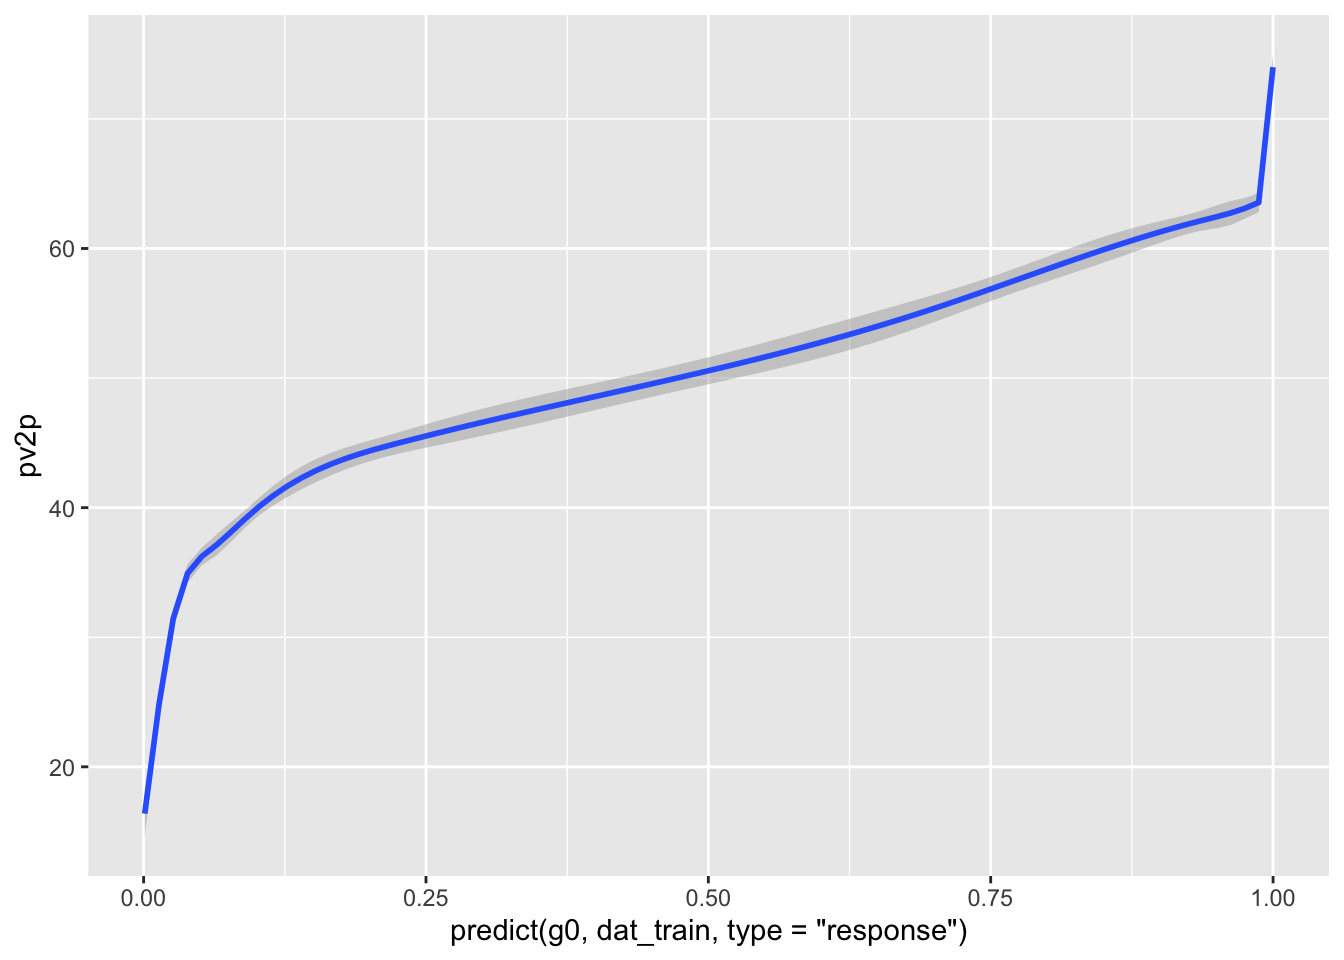 60
40
20
pv2p
0.00 0.25 0.50 0.75 1.00
predict(g0, dat_train, type = "response")